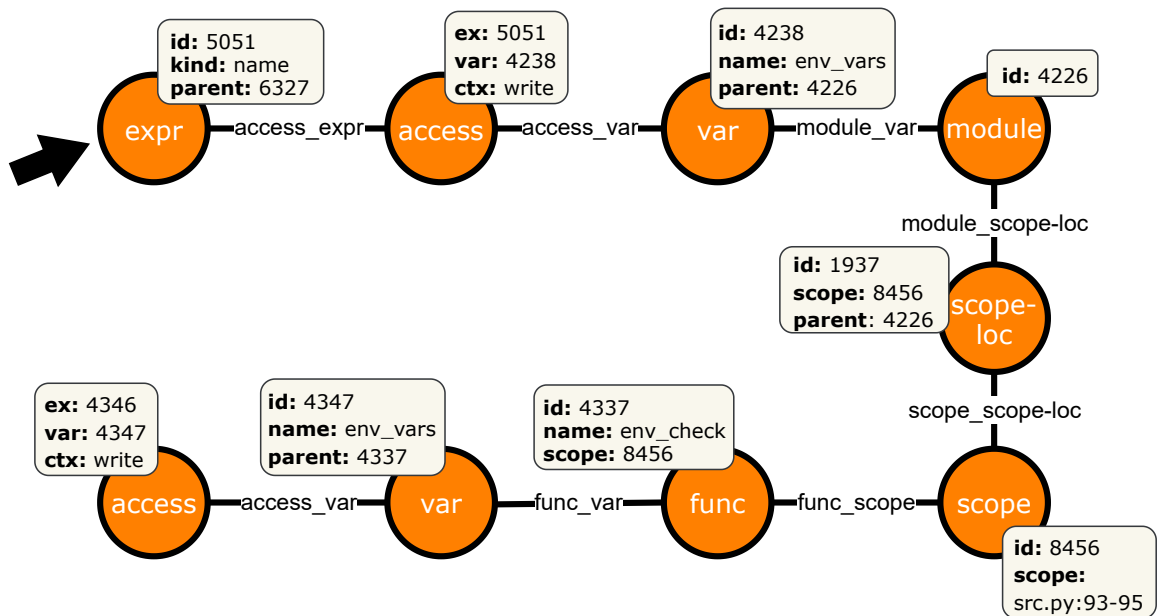 id: 5051
kind: name
parent: 6327
expr
access_expr
ex: 5051
var: 4238
ctx: write
access
access_var
id: 4238
name: env_vars
parent: 4226
var
module_var
id: 4226
module
module_scope-loc
id: 1937
scope: 8456
parent: 4226
scope-
loc
scope_scope-loc
ex: 4346
var: 4347
ctx: write
access
access_var
id: 4347
name: env_vars
parent: 4337
var
func_var
id: 4337
name: env_check
scope: 8456
func
func_scope
scope
id: 8456
scope:
src.py:93-95